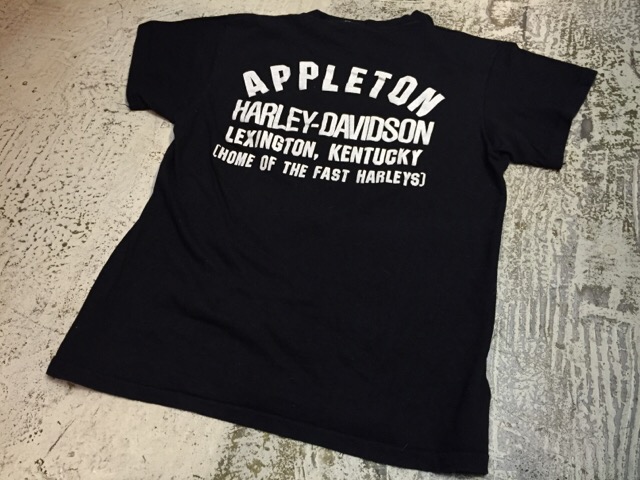 APPLETON
HARLEY-DAVIDSON
LEXINGTON, KENTUCKY
(HOME OF THE FAST HARLEYS)